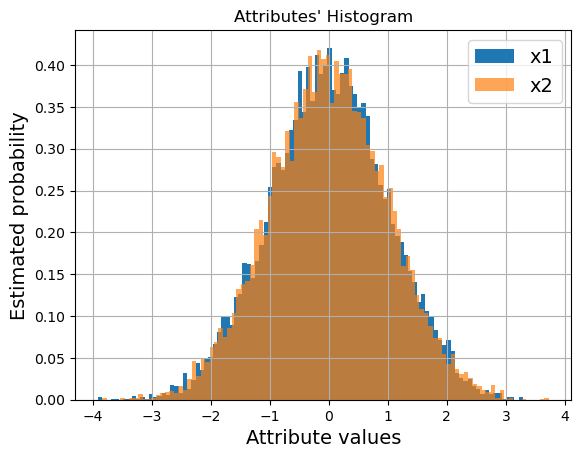 Attributes' Histogram
x1
x2
Estimated probability
0.40
0.35
0.30
0.25
0.20
0.15
0.10
0.05
0.00
−4 −3 −2 −1 0 1 2 3 4
Attribute values